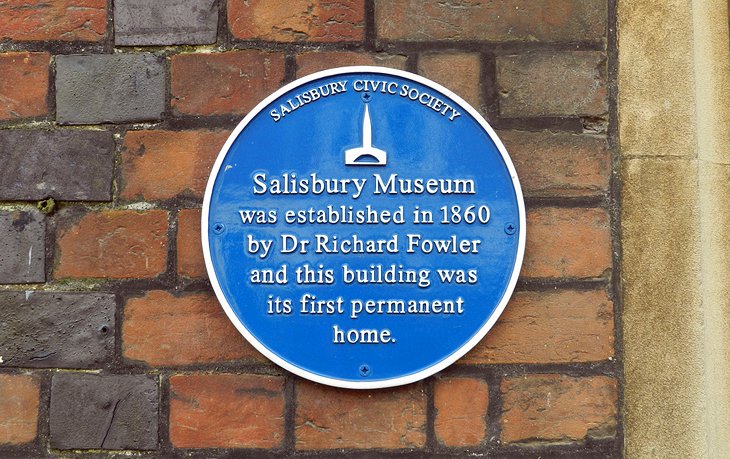 SALISBURY CIVIC SOCIETY
Salisbury Museum
was established in 1860
by Dr Richard Fowler
and this building was
its first permanent
home.